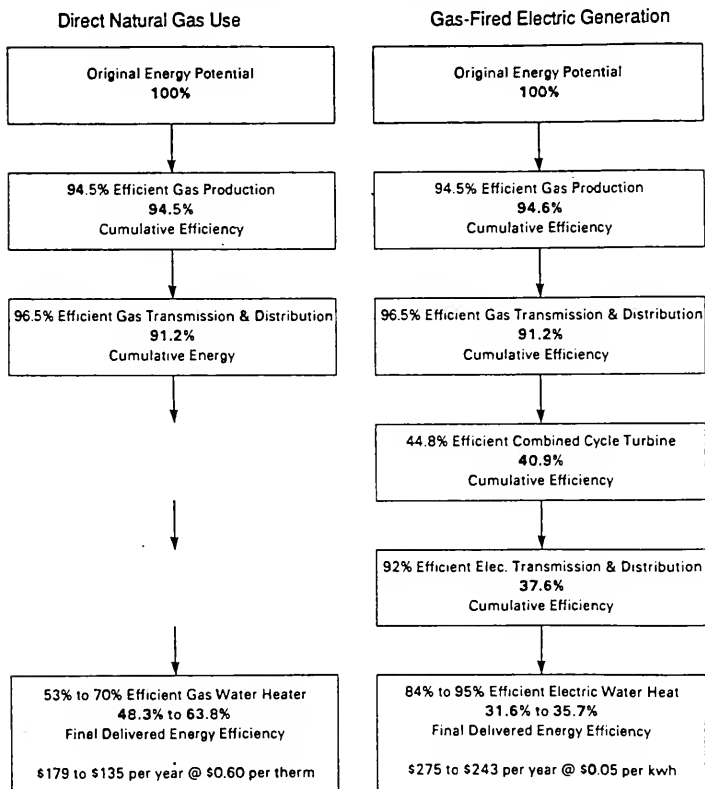 Direct Natural Gas Use
Original Energy Potential
100%
94.5% Efficient Gas Production
94.5%
Cumulative Efficiency
96.5% Efficient Gas Transmission & Distribution
91.2%
Cumulative Energy
53% to 70% Efficient Gas Water Heater
48.3% to 63.8%
Final Delivered Energy Efficiency
$179 to $135 per year @ $0.60 per therm
Gas-Fired Electric Generation
Original Energy Potential
100%
94.5% Efficient Gas Production
94.6%
Cumulative Efficiency
96.5% Efficient Gas Transmission & Distribution
91.2%
Cumulative Efficiency
44.8% Efficient Combined Cycle Turbine
40.9%
Cumulative Efficiency
92% Efficient Elec. Transmission & Distribution
37.6%
Cumulative Efficiency
84% to 95% Efficient Electric Water Heat
31.6% to 35.7%
Final Delivered Energy Efficiency
$275 to $243 per year @ $0.05 per kwh